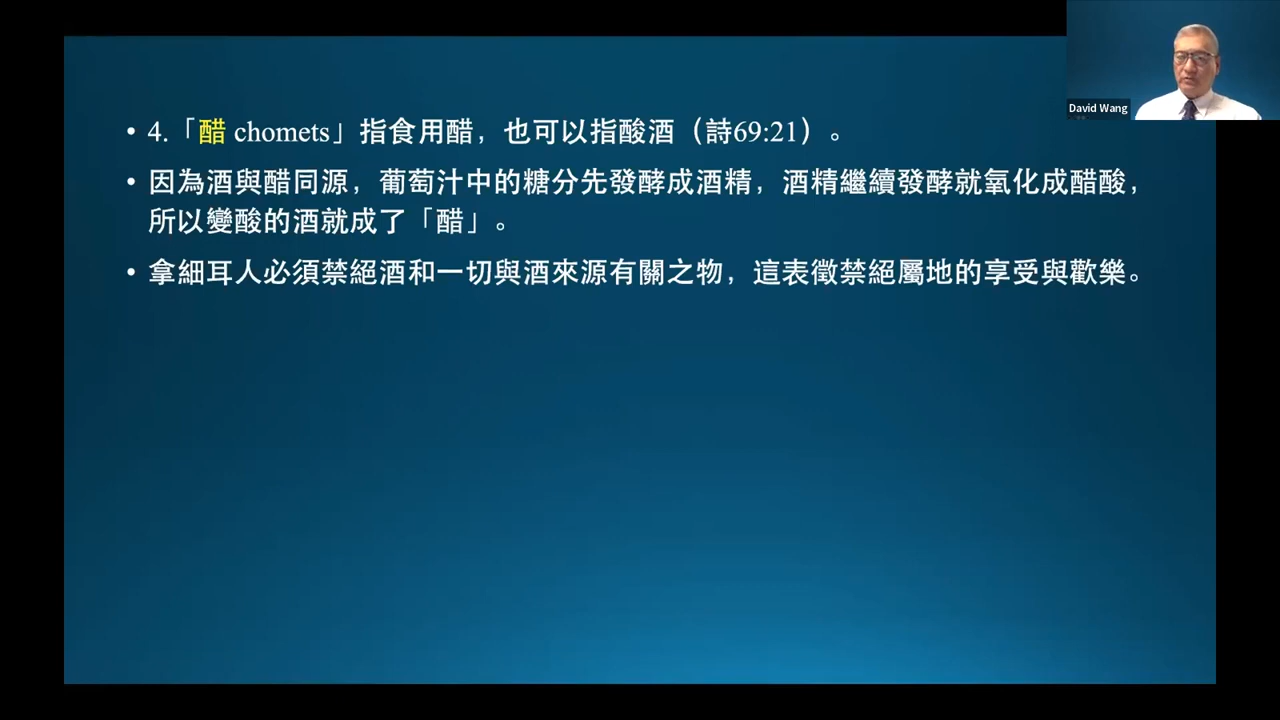 David Wang
• 4.「醋 chomets」指食用醋，也可以指酸酒（詩69:21）。
• 因為酒與醋同源，葡萄汁中的糖分先發酵成酒精，酒精繼續發酵就氧化成醋酸，
所以變酸的酒就成了「醋」。
• 拿細耳人必須禁絕酒和一切與酒來源有關之物，這表徵禁絕屬地的享受與歡樂。